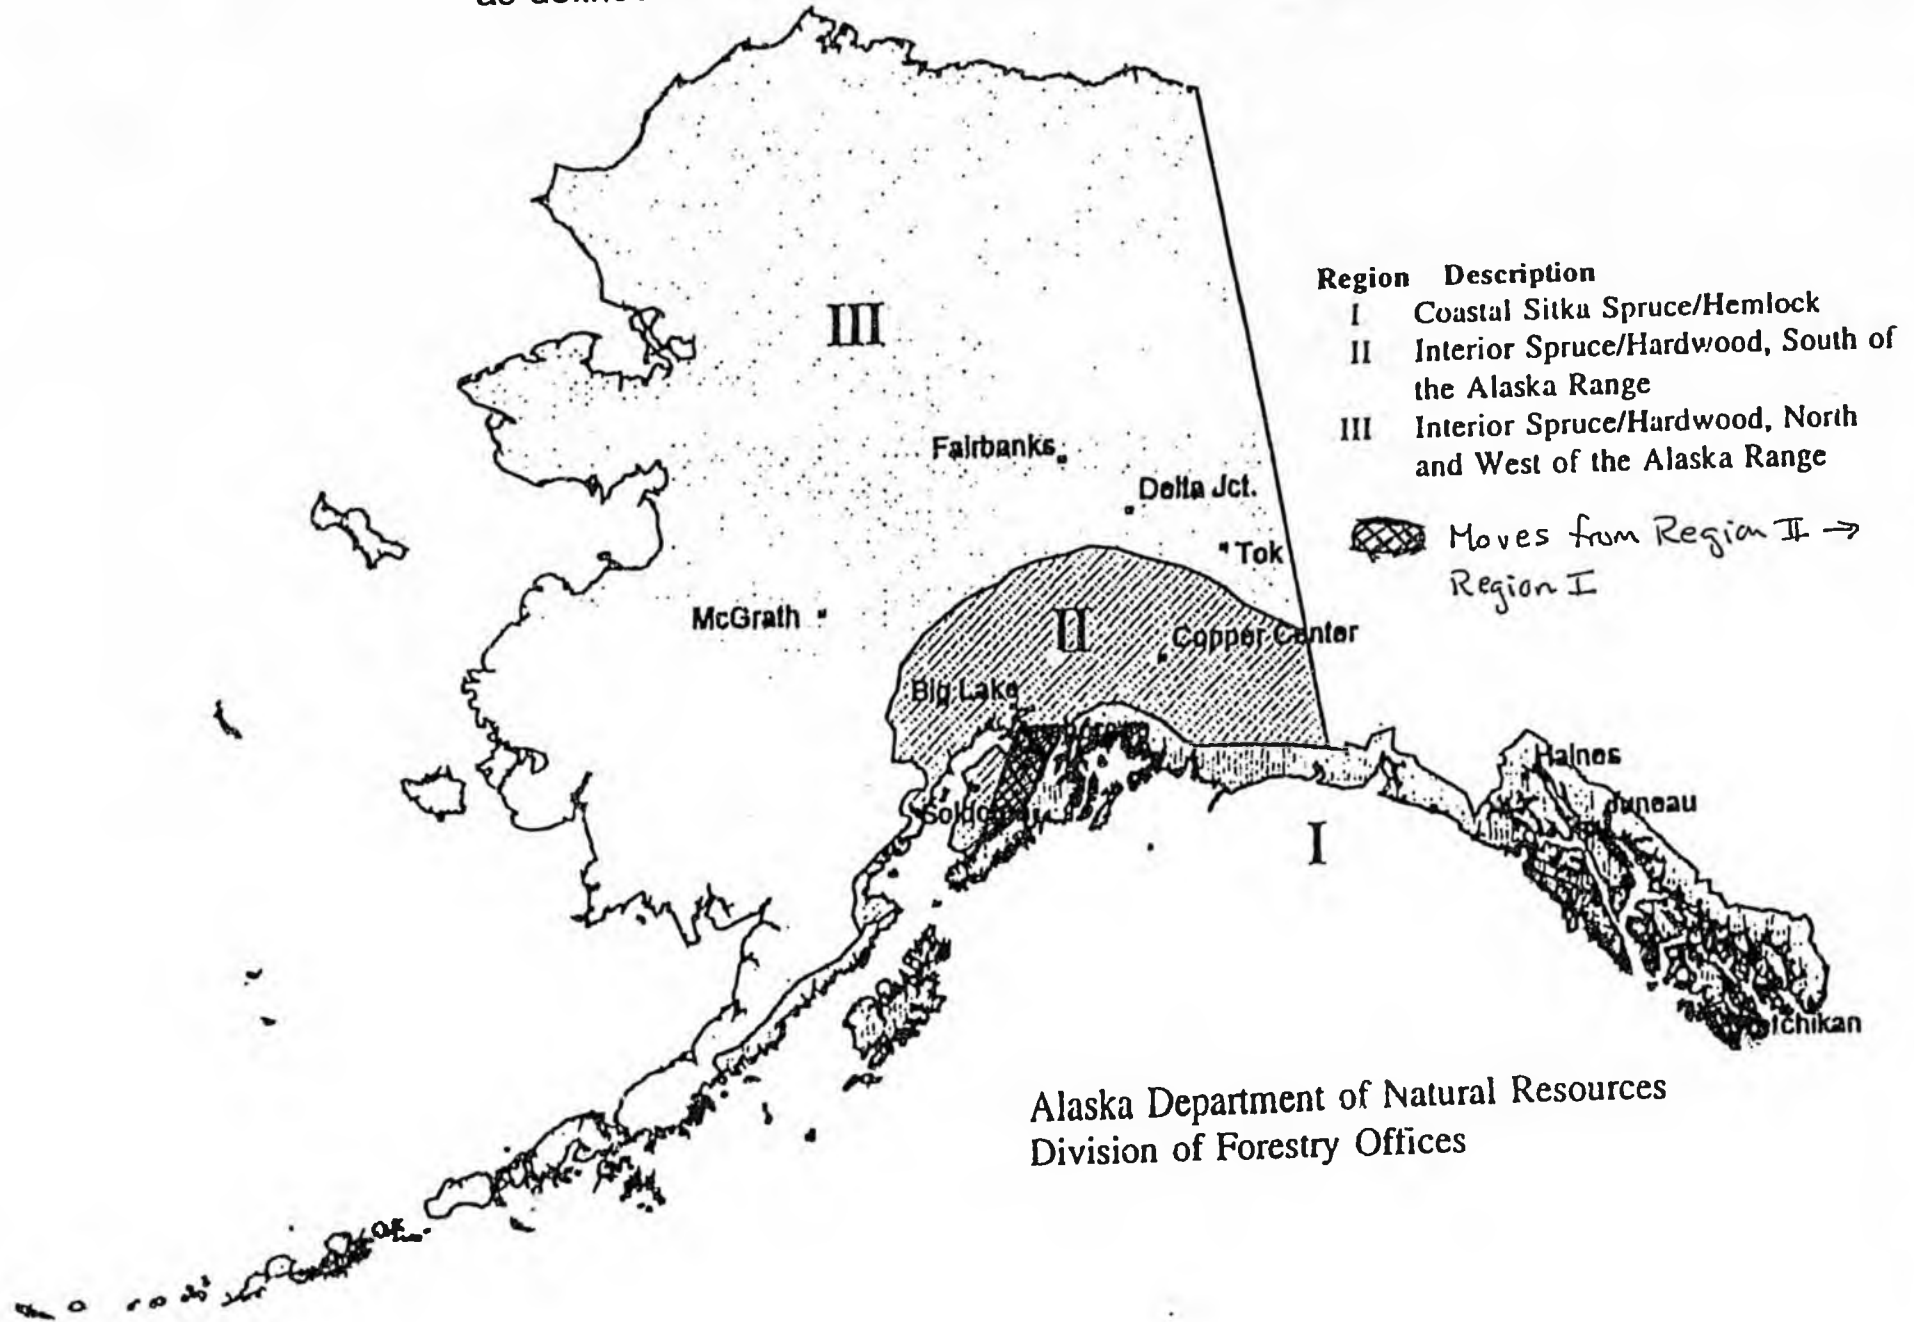 Region Description
I Coastal Sitka Spruce/Hemlock
II Interior Spruce/Hardwood, South of
the Alaska Range
III Interior Spruce/Hardwood, North
and West of the Alaska Range
Moves from Region II →
Region I
III
Fairbanks
Delta Jct.
Tok
McGrath
II
Copper Center
Big Lake
Haines
Juneau
I
Alaska Department of Natural Resources
Division of Forestry Offices